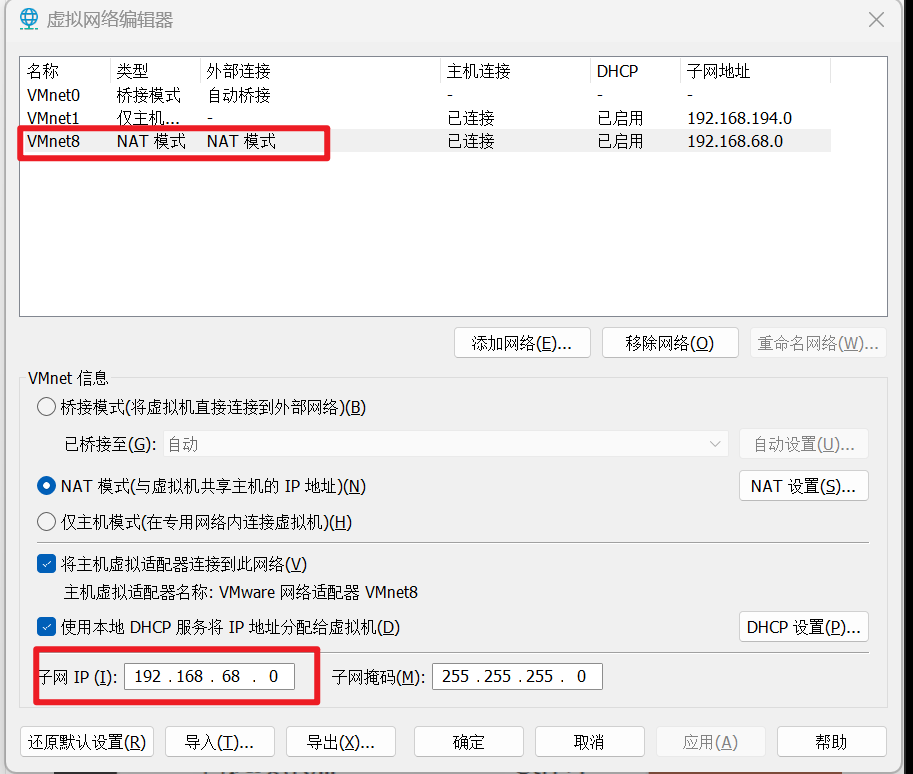 虚拟网络编辑器
名称 类型 外部连接 主机连接 DHCP 子网地址
VMnet0 桥接模式 自动桥接 - - -
VMnet1 仅主机... - 已连接 已启用 192.168.194.0
VMnet8 NAT 模式 NAT 模式 已连接 已启用 192.168.68.0
添加网络(E)... 移除网络(O) 重命名网络(W)...
VMnet 信息
桥接模式(将虚拟机直接连接到外部网络)(B)
已桥接至(G): 自动 自动设置(U)...
NAT 模式(与虚拟机共享主机的 IP 地址)(N) NAT 设置(S)...
仅主机模式(在专用网络内连接虚拟机)(H)
将主机虚拟适配器连接到此网络(V)
主机虚拟适配器名称: VMware 网络适配器 VMnet8
使用本地 DHCP 服务将 IP 地址分配给虚拟机(D) DHCP 设置(P)...
子网 IP (I): 192 . 168 . 68 . 0 子网掩码(M): 255 . 255 . 255 . 0
还原默认设置(R) 导入(T)... 导出(X)... 确定 取消 应用(A) 帮助